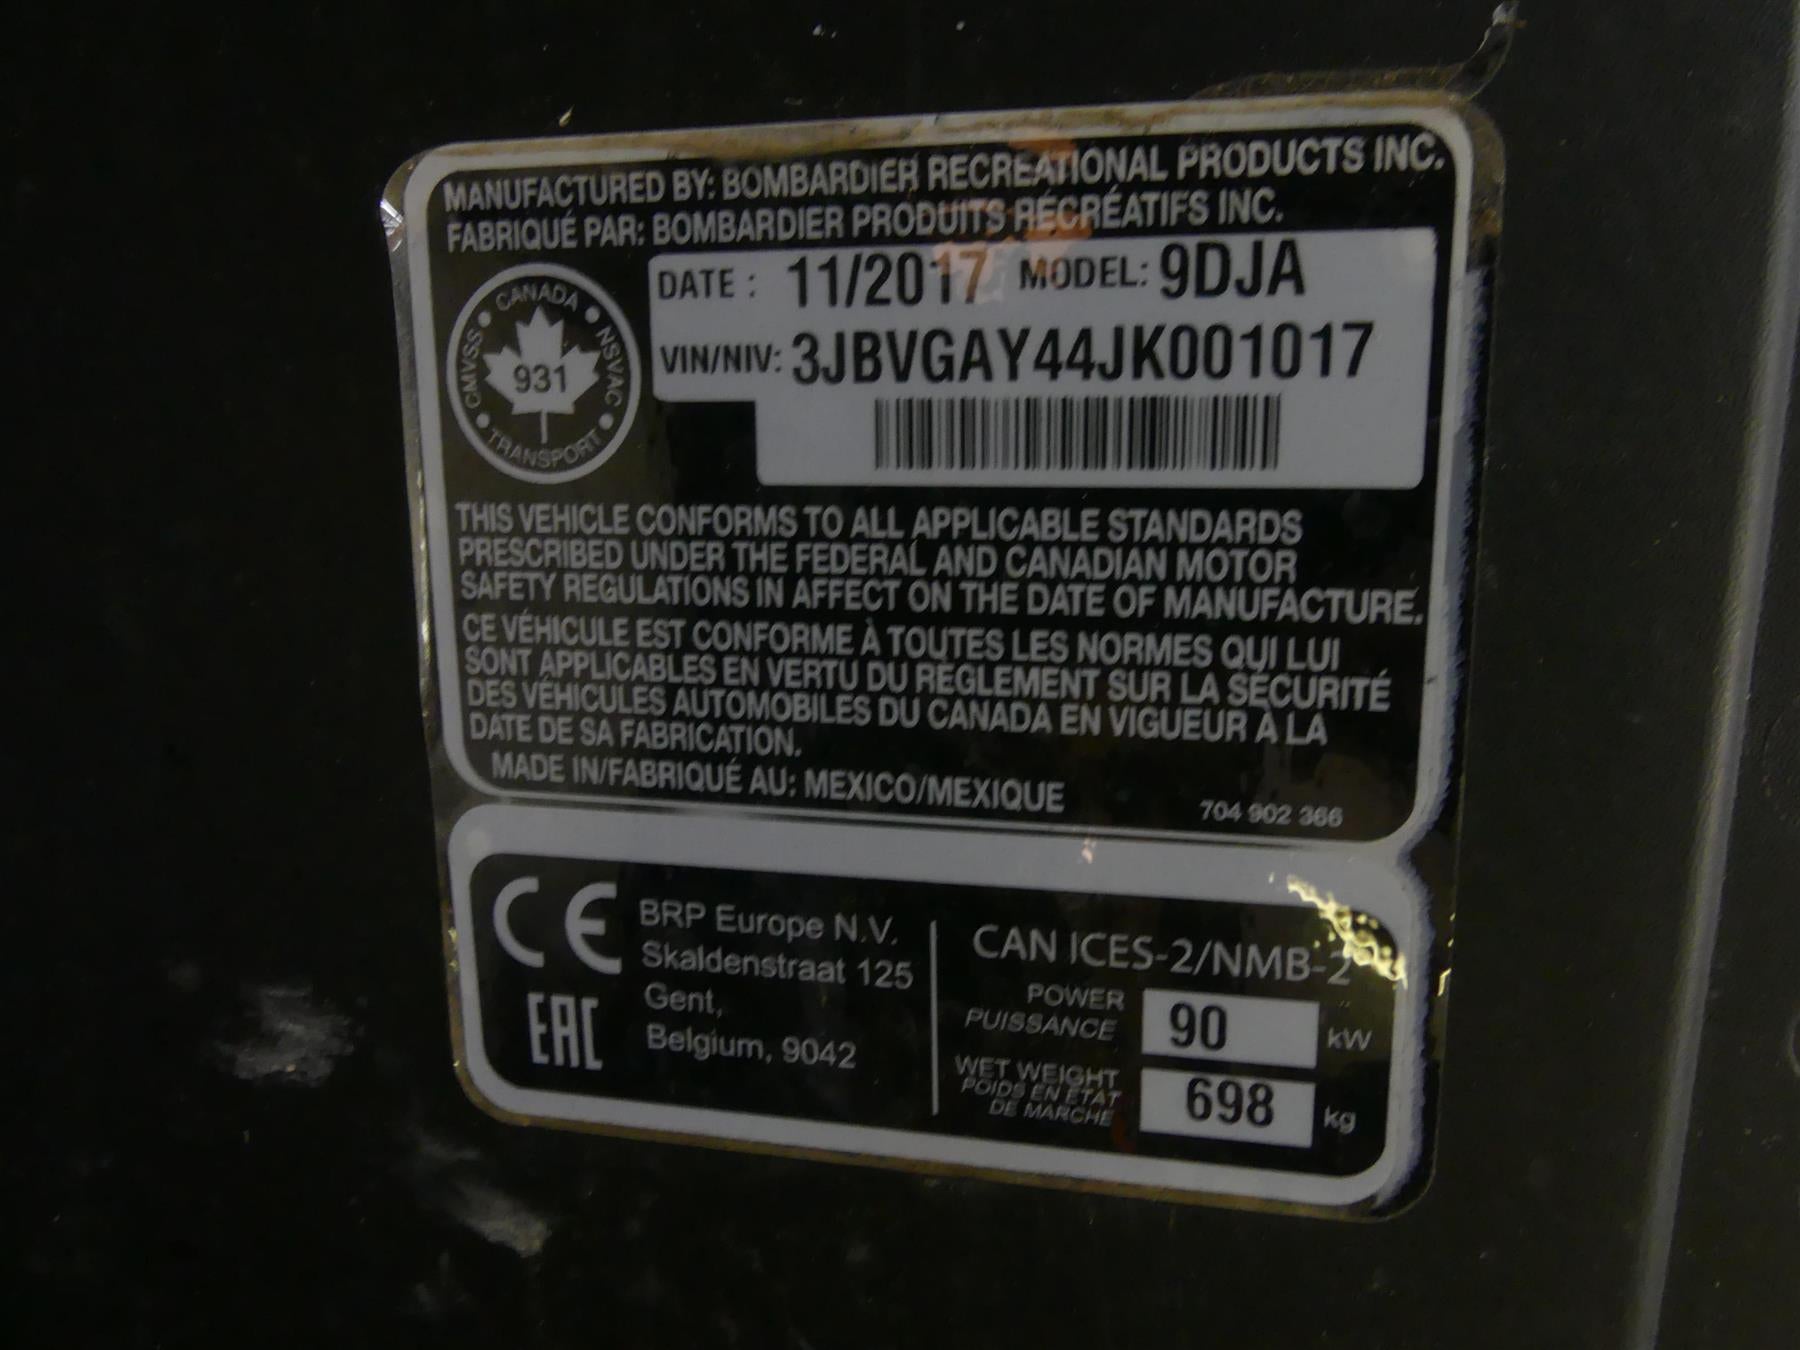 MANUFACTURED BY: BOMBARDIER RECREATIONAL PRODUCTS INC.
FABRIQUÉ PAR: BOMBARDIER PRODUITS RÉCRÉATIFS INC.
CANADA
CMVSS
NSVAC
931
TRANSPORT
DATE : 11/2017 MODEL: 9DJA
VIN/NIV: 3JBVGAY44JK001017
THIS VEHICLE CONFORMS TO ALL APPLICABLE STANDARDS
PRESCRIBED UNDER THE FEDERAL AND CANADIAN MOTOR
SAFETY REGULATIONS IN AFFECT ON THE DATE OF MANUFACTURE.
CE VÉHICULE EST CONFORME À TOUTES LES NORMES QUI LUI
SONT APPLICABLES EN VERTU DU RÈGLEMENT SUR LA SÉCURITÉ
DES VÉHICULES AUTOMOBILES DU CANADA EN VIGUEUR À LA
DATE DE SA FABRICATION.
MADE IN/FABRIQUÉ AU: MEXICO/MEXIQUE
704 902 366
CE
EAC
BRP Europe N.V.
Skaldenstraat 125
Gent,
Belgium, 9042
CAN ICES-2/NMB-2
POWER
PUISSANCE 90 kW
WET WEIGHT
POIDS EN ÉTAT
DE MARCHE 698 kg